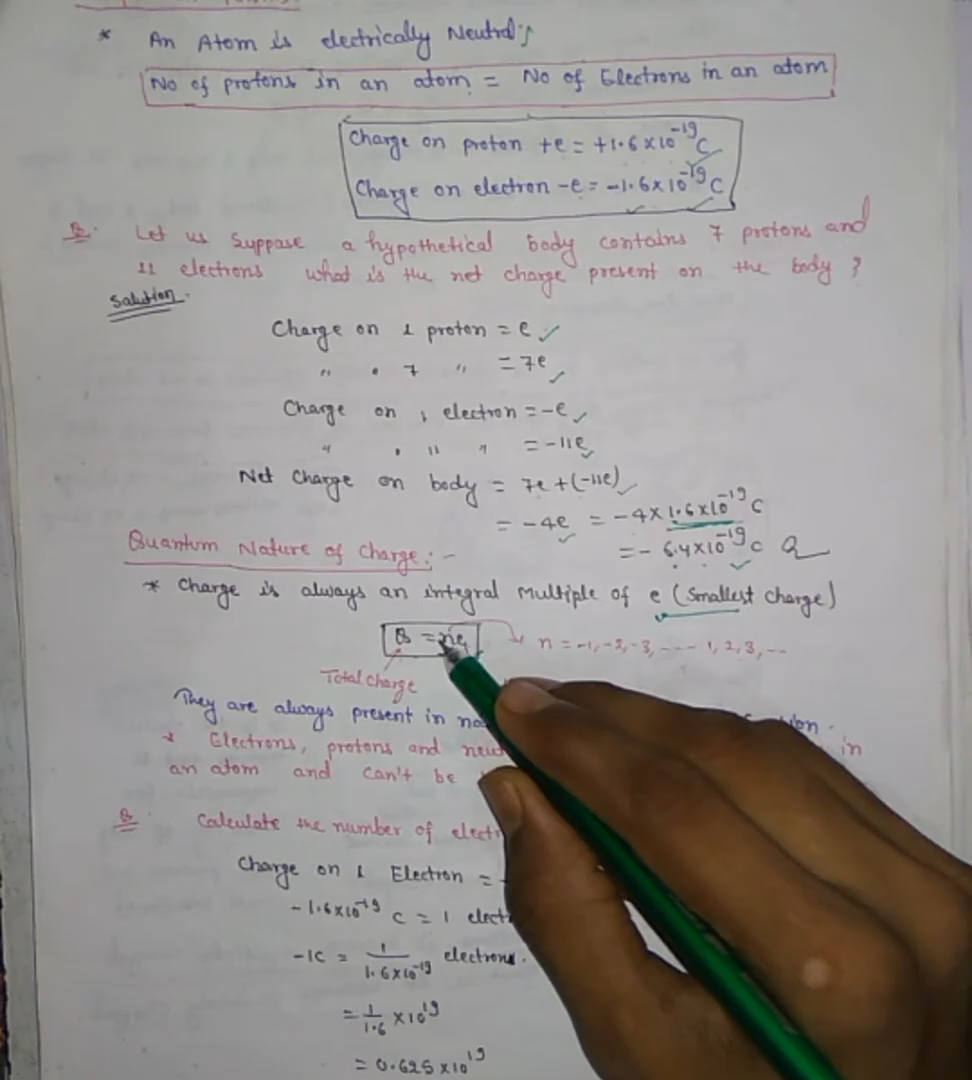 * An Atom is electrically Neutral:
No of protons in an atom = No of Electrons in an atom
Charge on proton +e = +1.6×10⁻¹⁹ C
Charge on electron -e = -1.6×10⁻¹⁹ C
Q. Let us Suppose a hypothetical body contains 7 protons and
11 electrons what is the net charge present on the body ?
Solution.
Charge on 1 proton = e ✓
" " 7 " = 7e ✓
Charge on 1 electron = -e ✓
" " 11 " = -11e ✓
Net Charge on body = 7e+(-11e) ✓
= -4e = -4×1.6×10⁻¹⁹ C
= - 6.4×10⁻¹⁹ C
Quantum Nature of Charge: -
* Charge is always an integral Multiple of e (Smallest charge)
Q = ne n = -1,-2,-3, ---- 1, 2, 3, --
Total charge
They are always present in
* Electrons, protons and in
an atom and can't be
Q. Calculate the number of
Charge on 1 Electron =
-1.6×10⁻¹⁹ C = 1
-1C = 1/1.6×10⁻¹⁹ electrons.
= 1/1.6 ×10¹⁹
= 0.625×10¹⁹